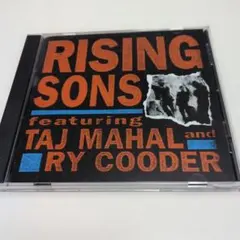 RISING
SONS
featuring
TAJ MAHAL and
RY COODER